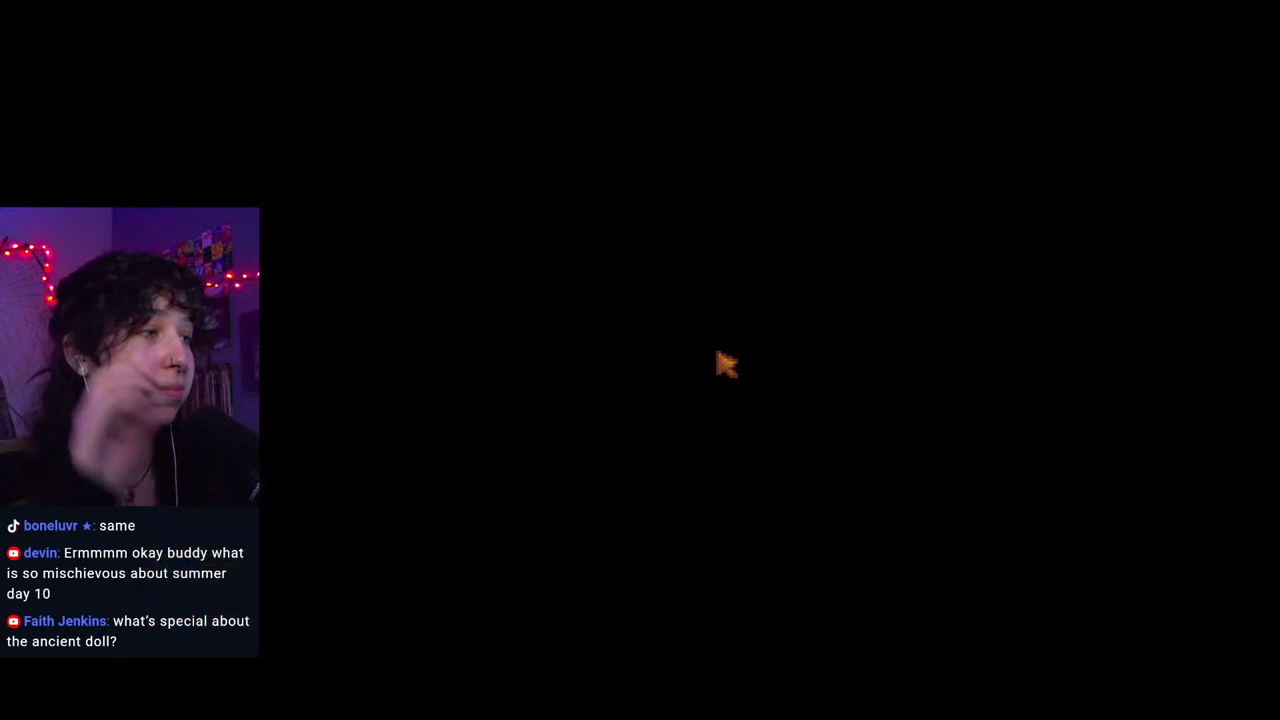 boneluvr ★: same
devin: Ermmmm okay buddy what
is so mischievous about summer
day 10
Faith Jenkins: what's special about
the ancient doll?